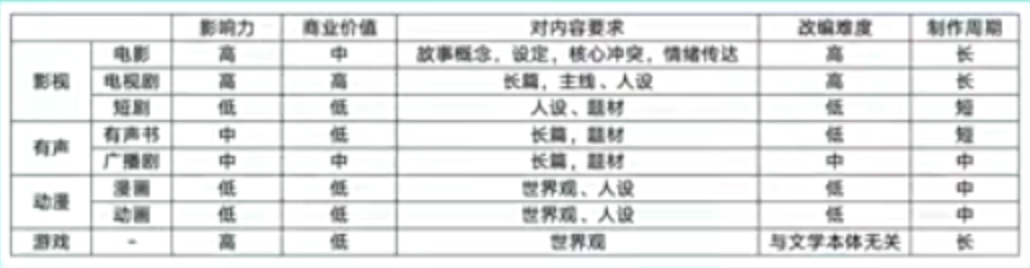 影响力 商业价值 对内容要求 改编难度 制作周期
影视 电影 高 中 故事概念，设定，核心冲突，情绪传达 高 长
电视剧 高 高 长篇，主线、人设 高 长
短剧 低 低 人设、题材 低 短
有声 有声书 中 低 长篇，题材 低 短
广播剧 中 中 长篇，题材 中 中
动漫 漫画 低 低 世界观、人设 低 中
动画 低 低 世界观、人设 低 中
游戏 - 高 低 世界观 与文学本体无关 长